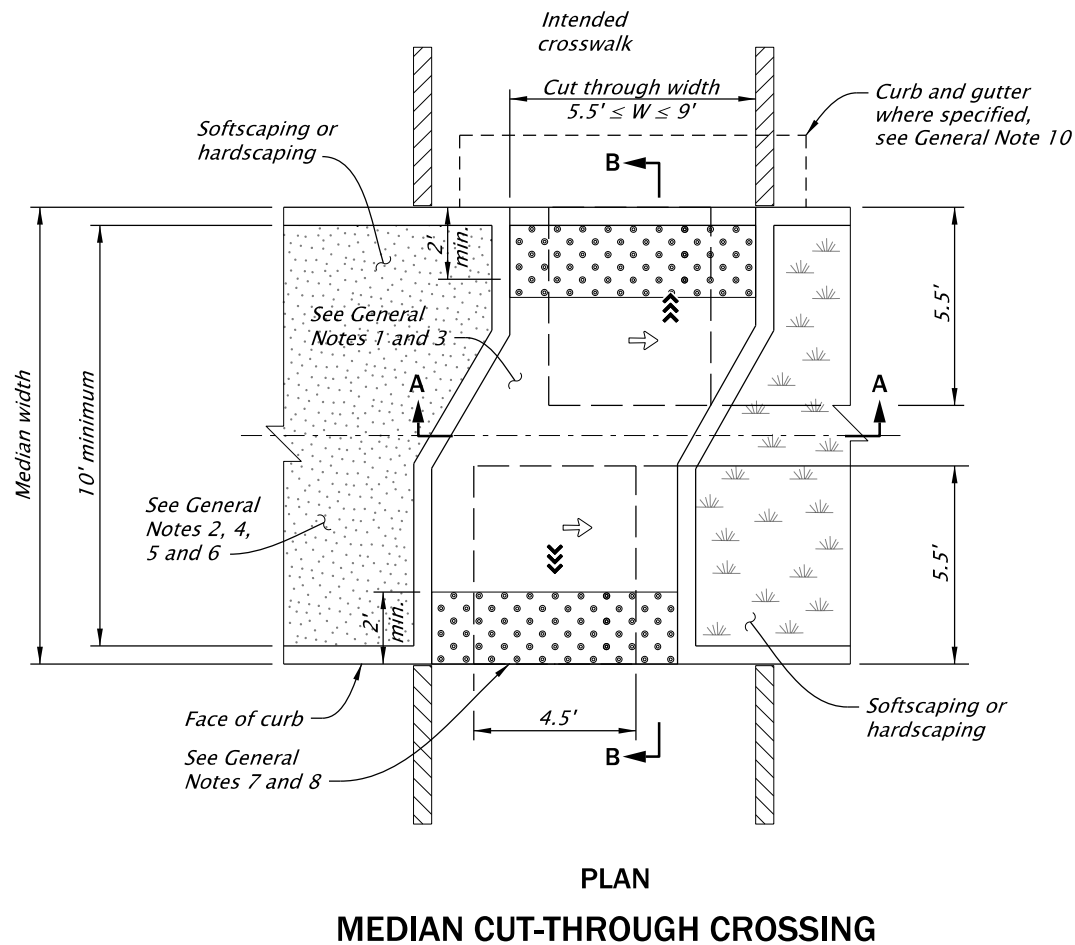 Intended
crosswalk
Cut through width
5.5' ≤ W ≤ 9'
Curb and gutter
where specified,
see General Note 10
Softscaping or
hardscaping
B
2'
min.
See General
Notes 1 and 3
5.5'
A
A
Median width
10' minimum
See General
Notes 2, 4,
5 and 6
5.5'
2'
min.
Face of curb
4.5'
Softscaping or
hardscaping
See General
Notes 7 and 8
B
PLAN
MEDIAN CUT-THROUGH CROSSING